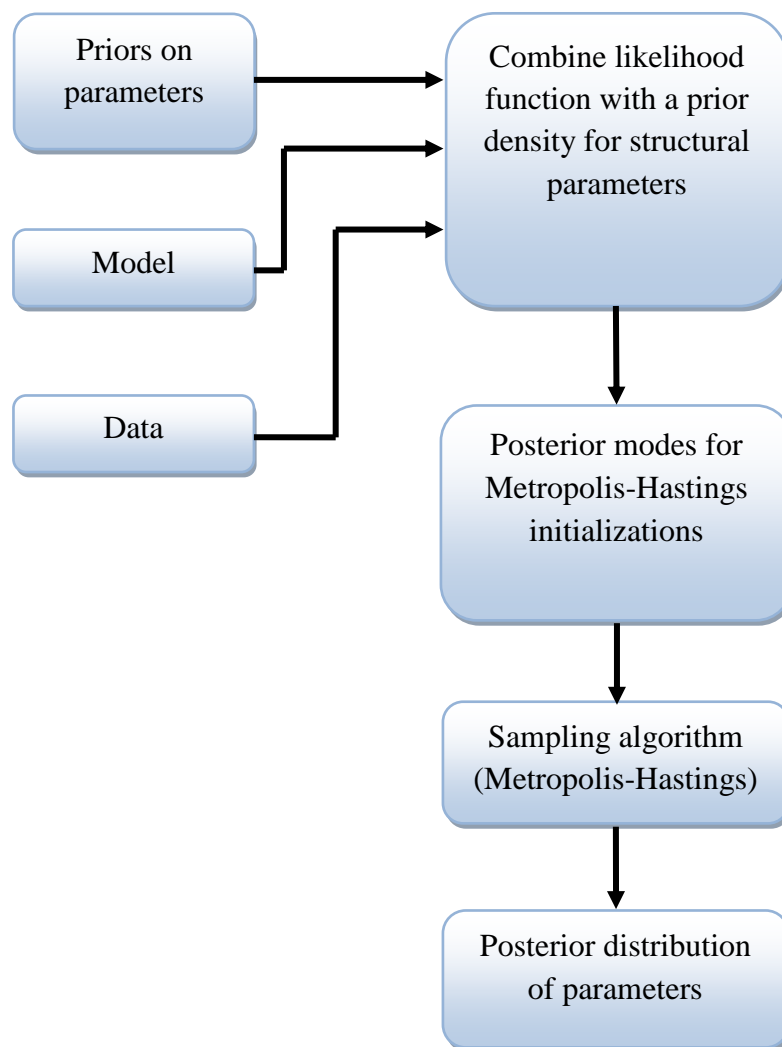 Priors on
parameters
Combine likelihood
function with a prior
density for structural
parameters
Model
Data
Posterior modes for
Metropolis-Hastings
initializations
Sampling algorithm
(Metropolis-Hastings)
Posterior distribution
of parameters